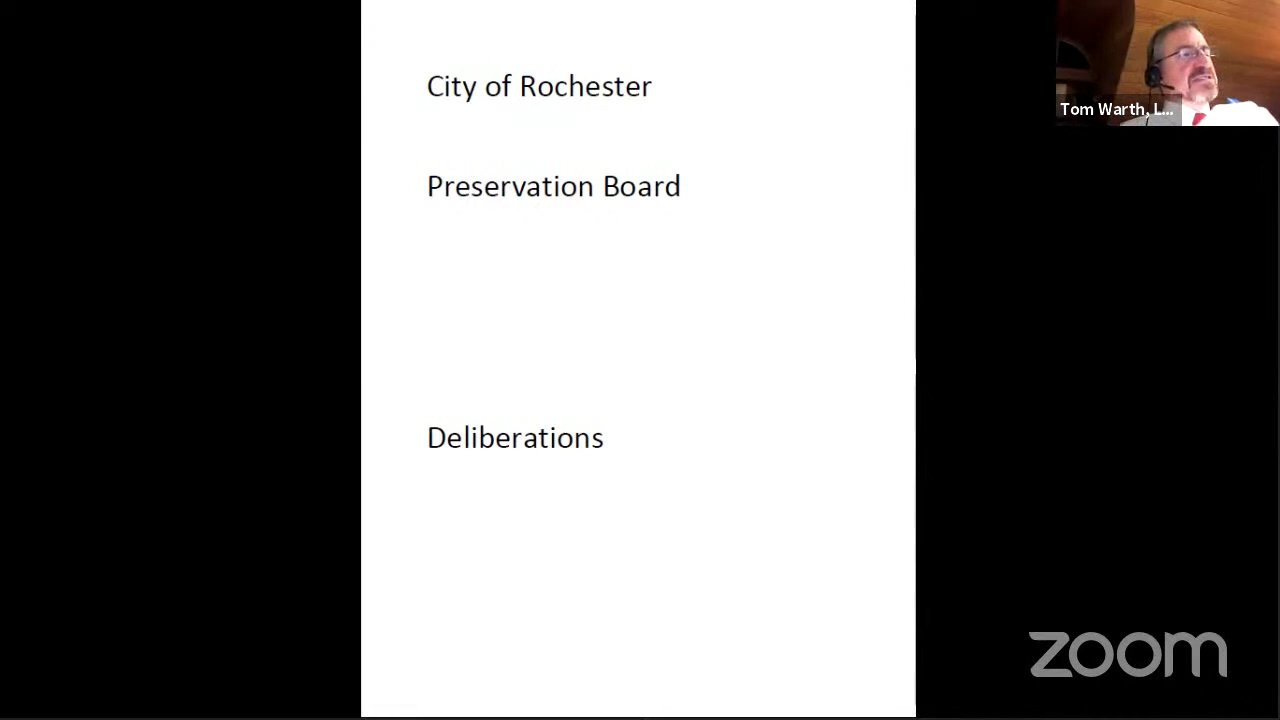 City of Rochester
Tom Warth, L...
Preservation Board
Deliberations
zoom